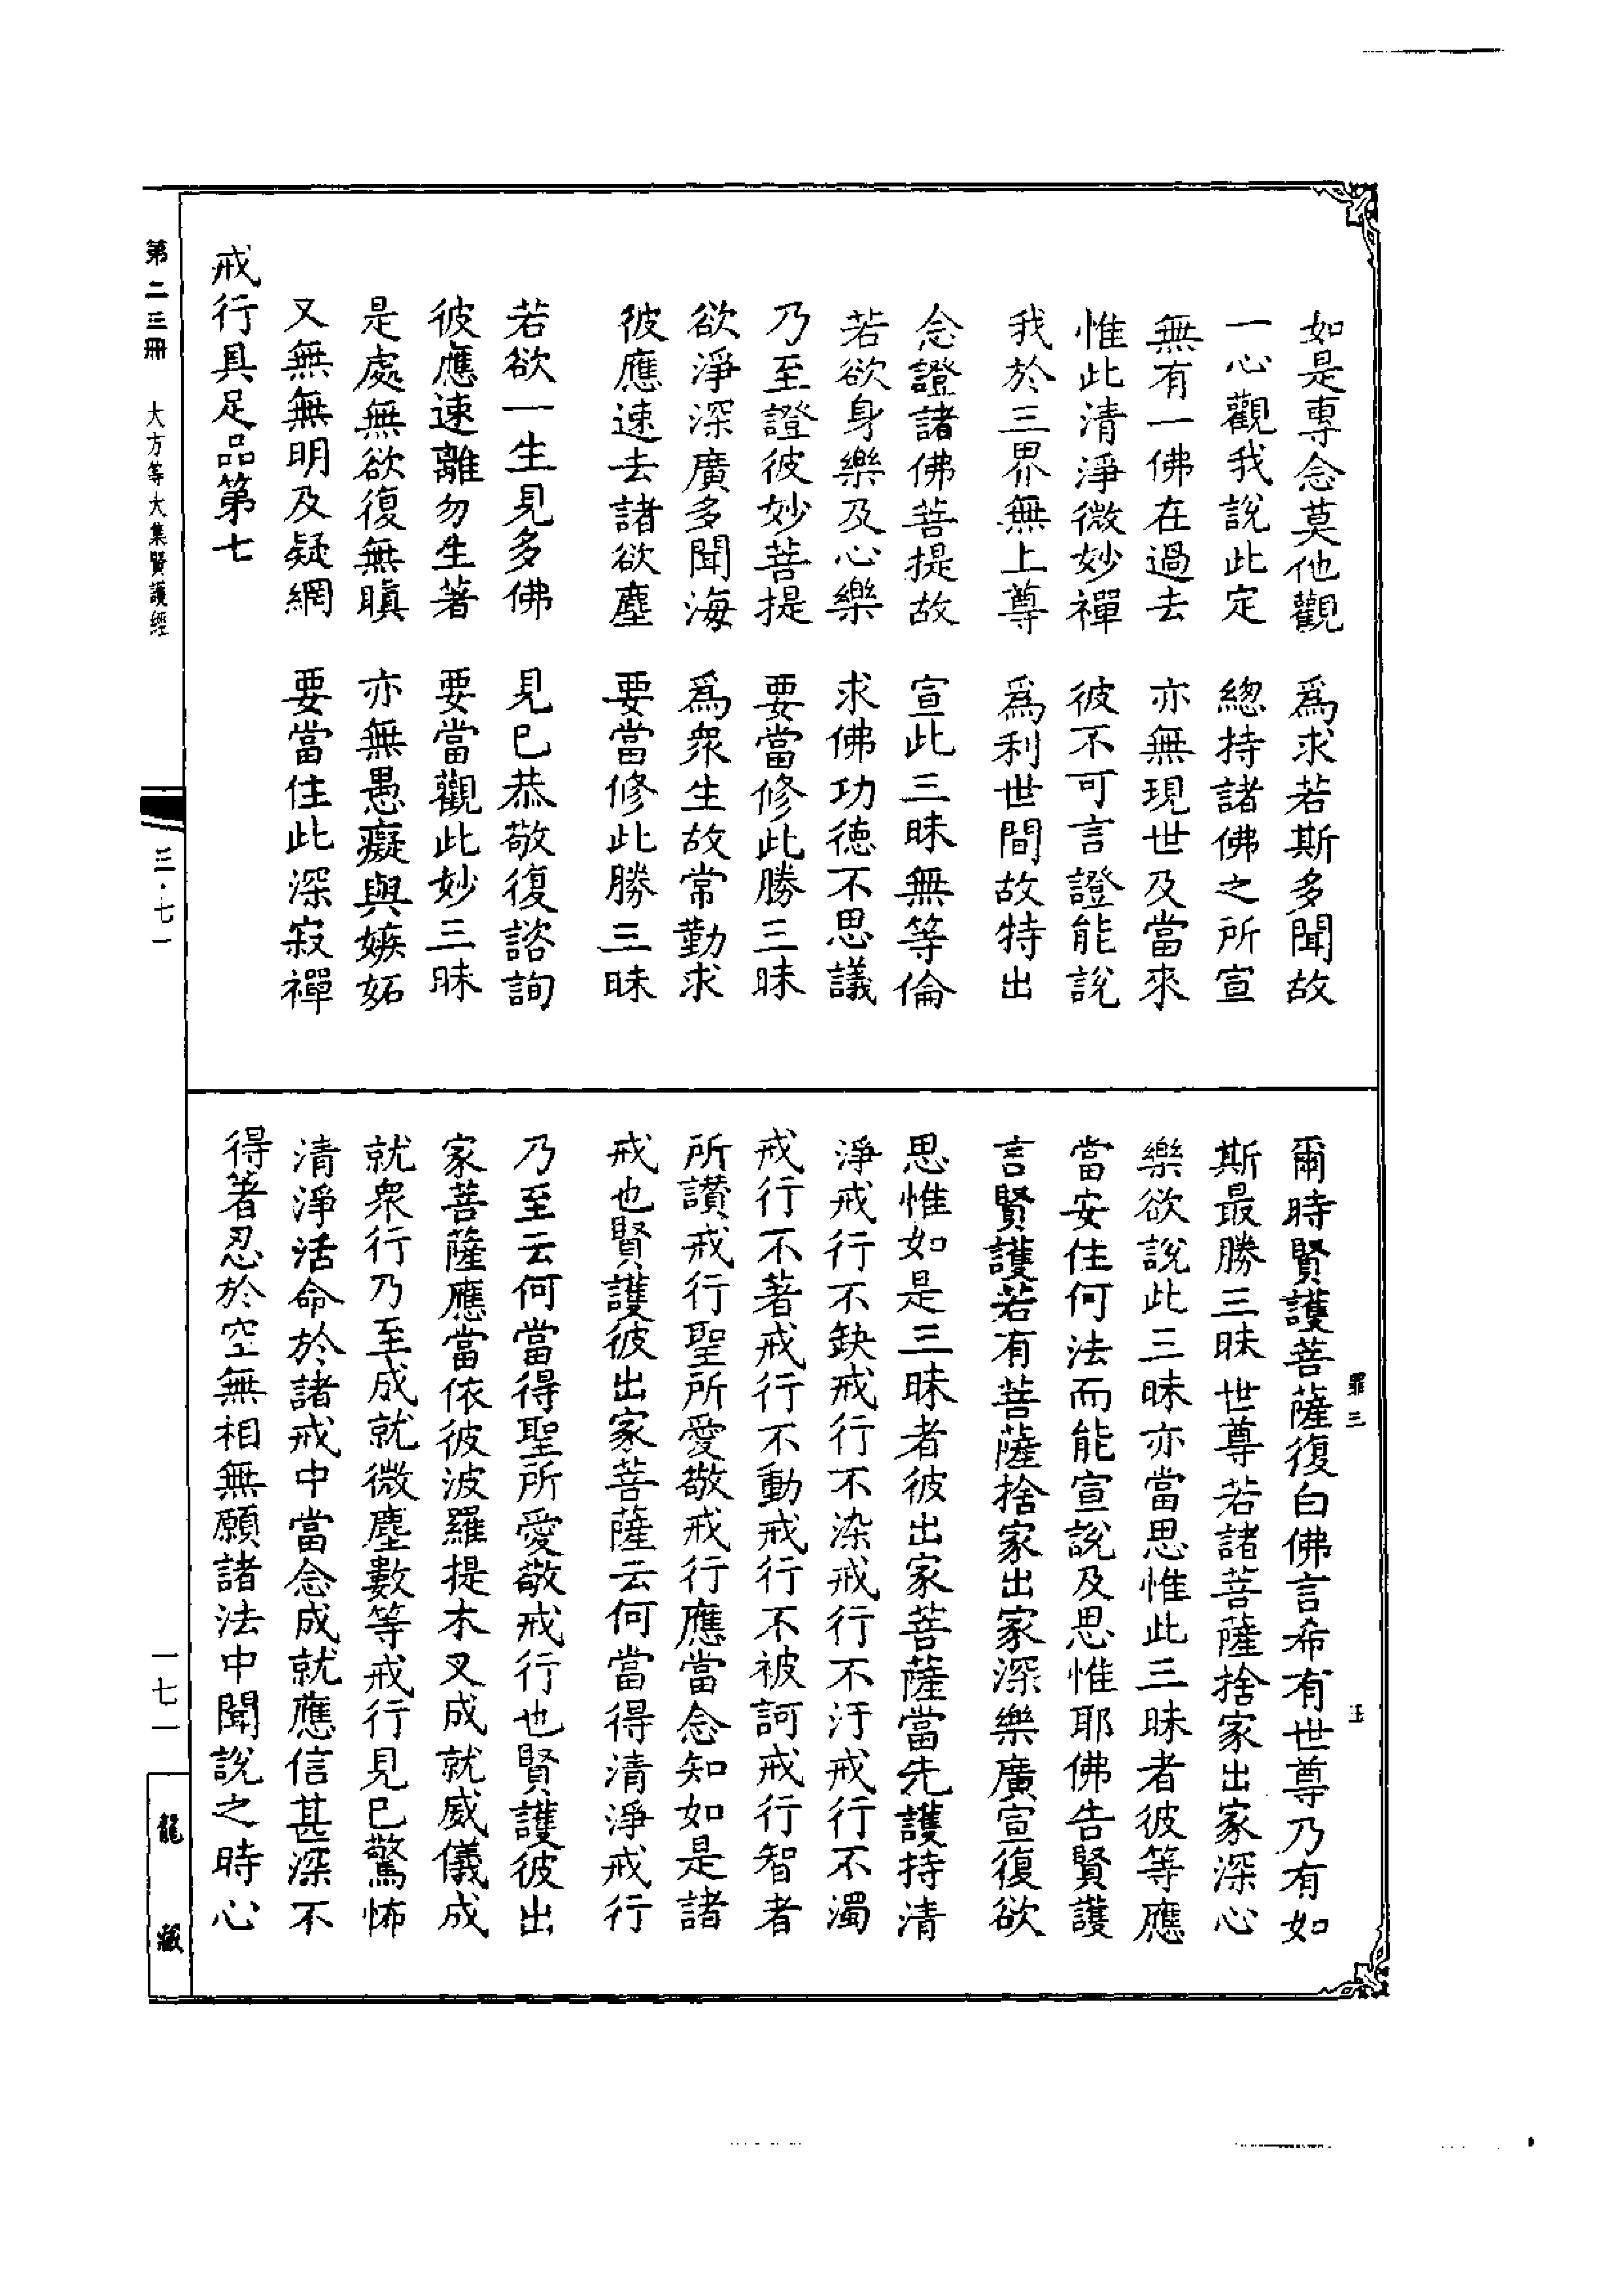 如是專念莫他觀　為求若斯多聞故
一心觀我說此定　總持諸佛之所宣
無有一佛在過去　亦無現世及當來
惟此清淨微妙禪　彼不可言證能說
我於三界無上尊　為利世間故特出
念證諸佛菩提故　宣此三昧無等倫
若欲身樂及心樂　求佛功德不思議
乃至證彼妙菩提　要當修此勝三昧
欲淨深廣多聞海　為衆生故常勤求
彼應速去諸欲塵　要當修此勝三昧
若欲一生見多佛　見已恭敬復諮詢
彼應速離勿生著　要當觀此妙三昧
是處無欲復無瞋　亦無愚癡與嫉妬
又無無明及疑網　要當住此深寂禪
戒行具足品第七
爾時賢護菩薩復白佛言希有世尊乃有如
斯最勝三昧世尊若諸菩薩捨家出家深心
樂欲說此三昧亦當思惟此三昧者彼等應
當安住何法而能宣說及思惟耶佛告賢護
言賢護若有菩薩捨家出家深樂廣宣復欲
思惟如是三昧者彼出家菩薩當先護持清
淨戒行不缺戒行不染戒行不汙戒行不濁
戒行不著戒行不動戒行不被訶戒行智者
所讚戒行聖所愛敬戒行應當念知如是諸
戒也賢護彼出家菩薩云何當得清淨戒行
乃至云何當得聖所愛敬戒行也賢護彼出
家菩薩應當依彼波羅提木叉成就威儀成
就衆行乃至成就微塵數等戒行見已驚怖
清淨活命於諸戒中當念成就應信甚深不
得著忍於空無相無願諸法中聞說之時心
罪三
五
第二三冊　大方等大集賢護經
三·七一
一七一
龍藏